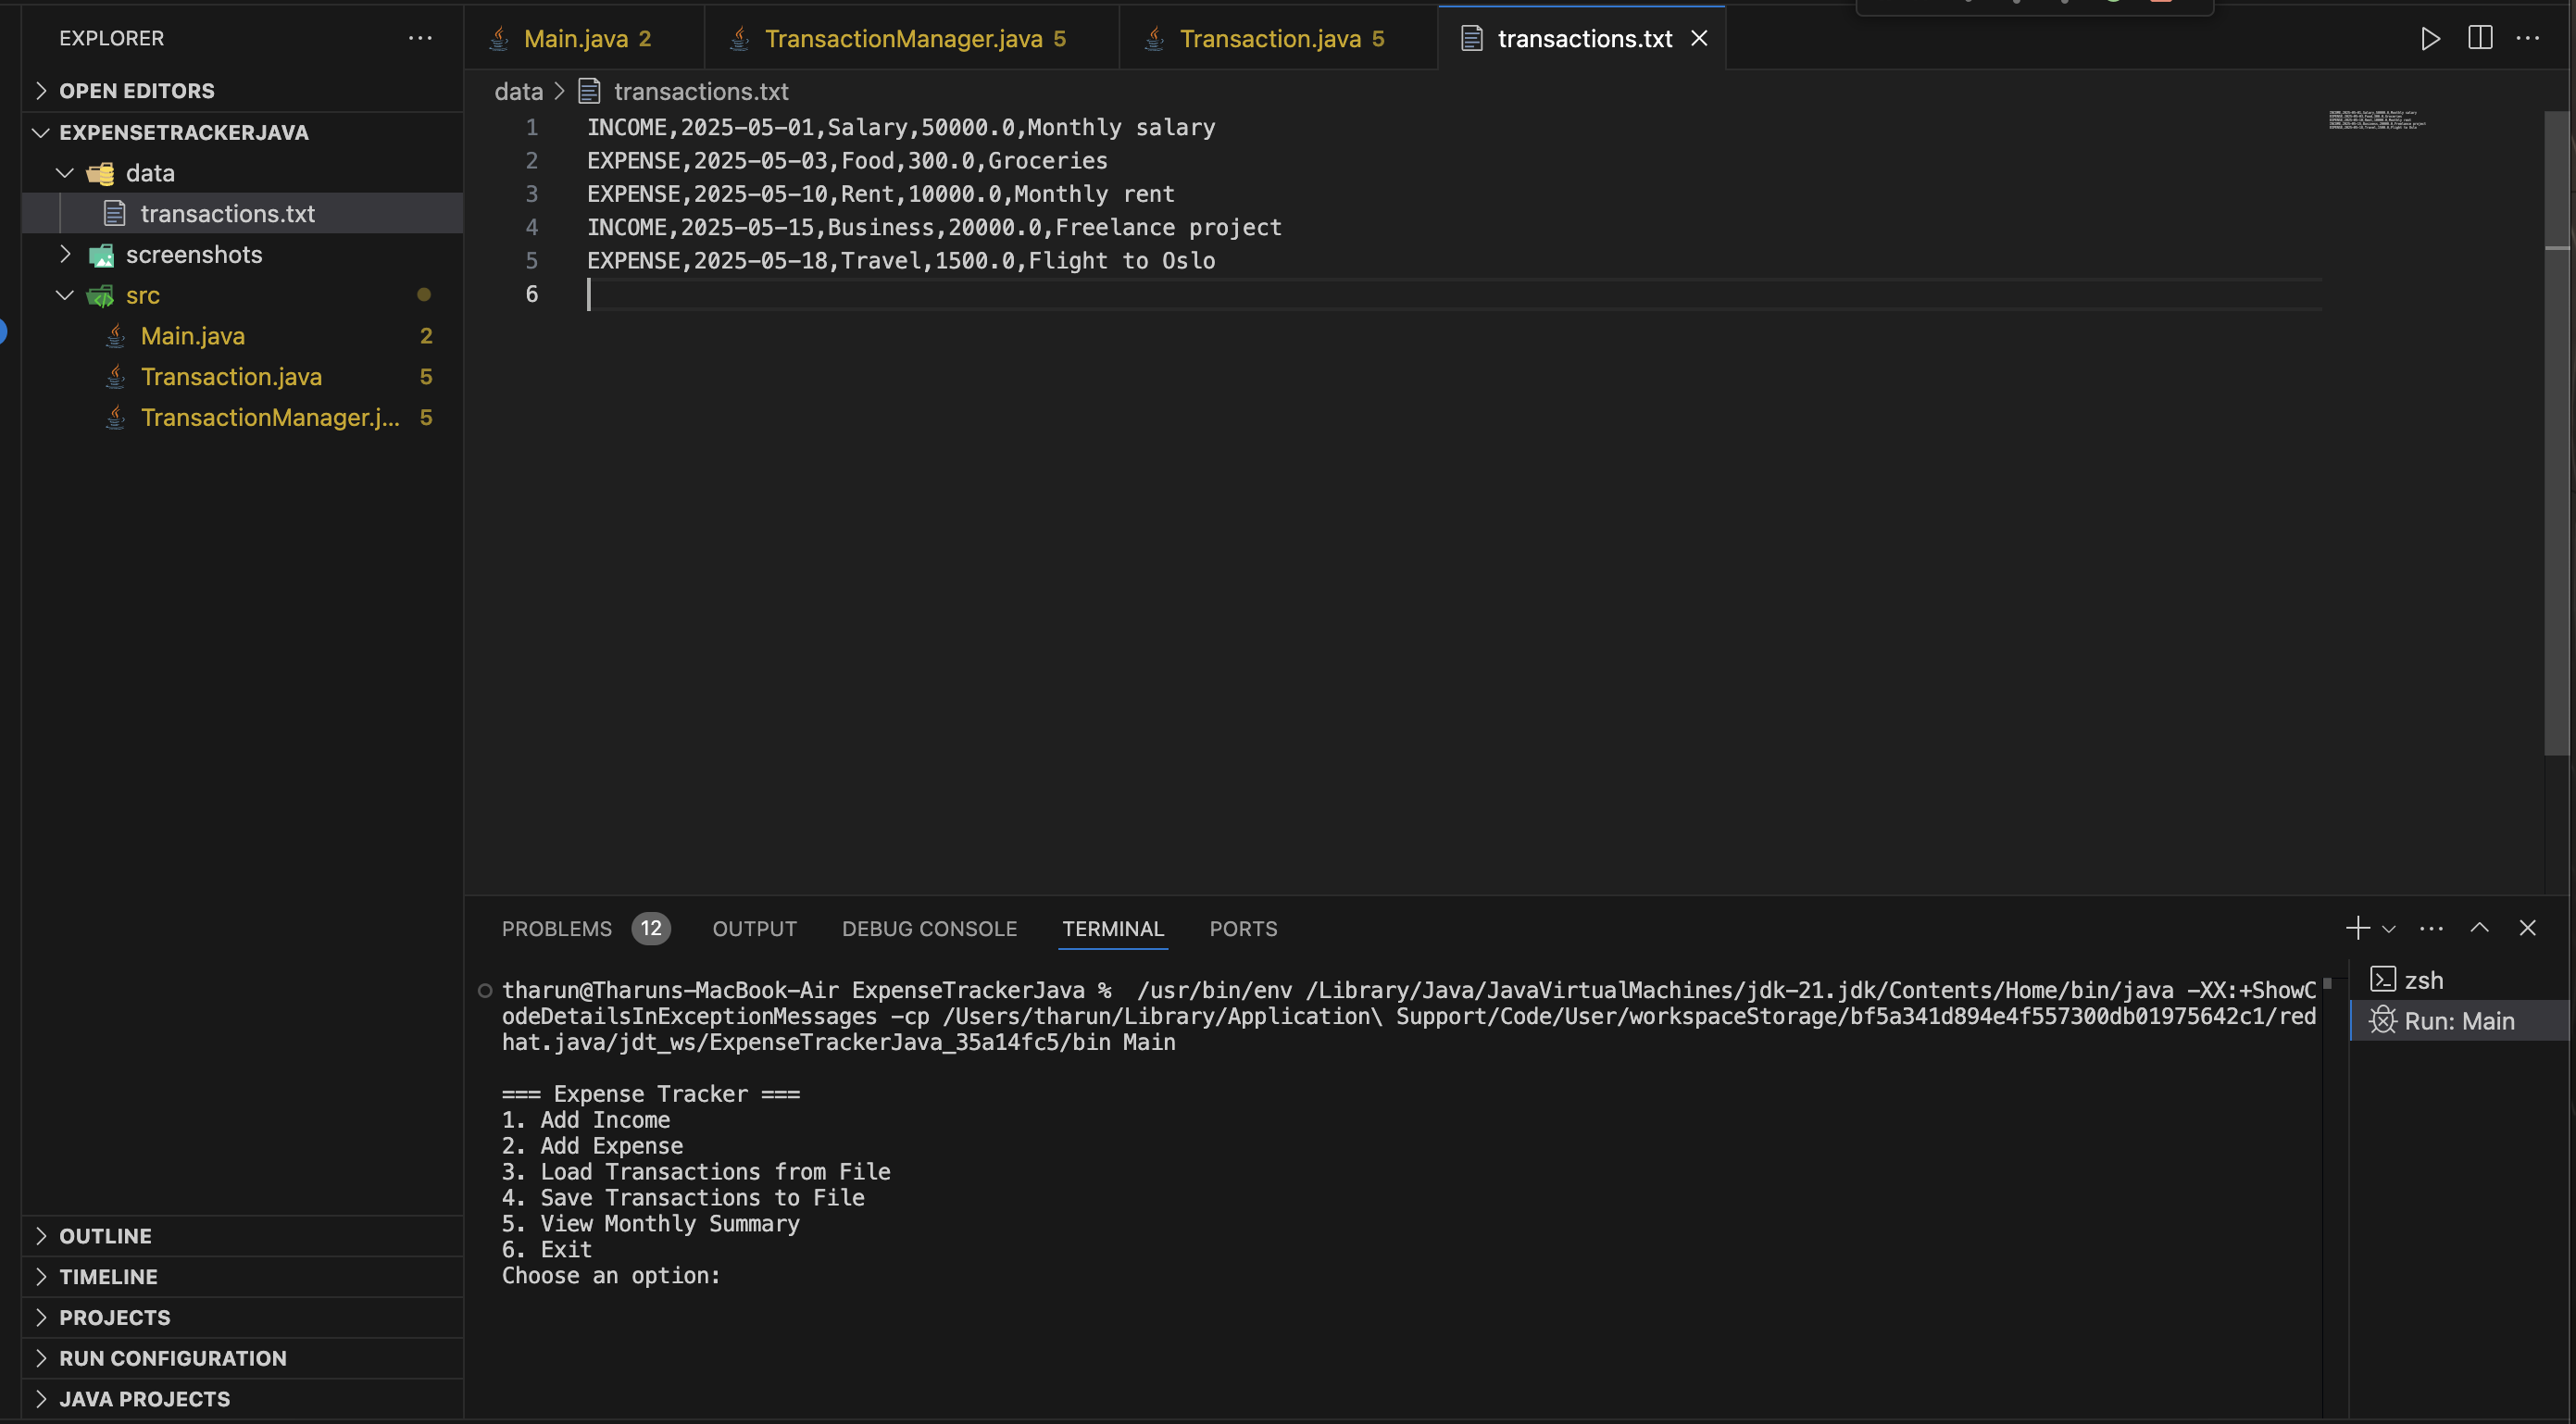 EXPLORER
OPEN EDITORS
EXPENSETRACKERJAVA
data
transactions.txt
screenshots
src
Main.java 2
Transaction.java 5
TransactionManager.j... 5
OUTLINE
TIMELINE
PROJECTS
RUN CONFIGURATION
JAVA PROJECTS
Main.java 2
TransactionManager.java 5
Transaction.java 5
transactions.txt
data > transactions.txt
1 INCOME,2025-05-01,Salary,50000.0,Monthly salary
2 EXPENSE,2025-05-03,Food,300.0,Groceries
3 EXPENSE,2025-05-10,Rent,10000.0,Monthly rent
4 INCOME,2025-05-15,Business,20000.0,Freelance project
5 EXPENSE,2025-05-18,Travel,1500.0,Flight to Oslo
6
PROBLEMS 12 OUTPUT DEBUG CONSOLE TERMINAL PORTS
tharun@Tharuns-MacBook-Air ExpenseTrackerJava % /usr/bin/env /Library/Java/JavaVirtualMachines/jdk-21.jdk/Contents/Home/bin/java -XX:+ShowC
odeDetailsInExceptionMessages -cp /Users/tharun/Library/Application\ Support/Code/User/workspaceStorage/bf5a341d894e4f557300db01975642c1/red
hat.java/jdt_ws/ExpenseTrackerJava_35a14fc5/bin Main
=== Expense Tracker ===
1. Add Income
2. Add Expense
3. Load Transactions from File
4. Save Transactions to File
5. View Monthly Summary
6. Exit
Choose an option:
zsh
Run: Main